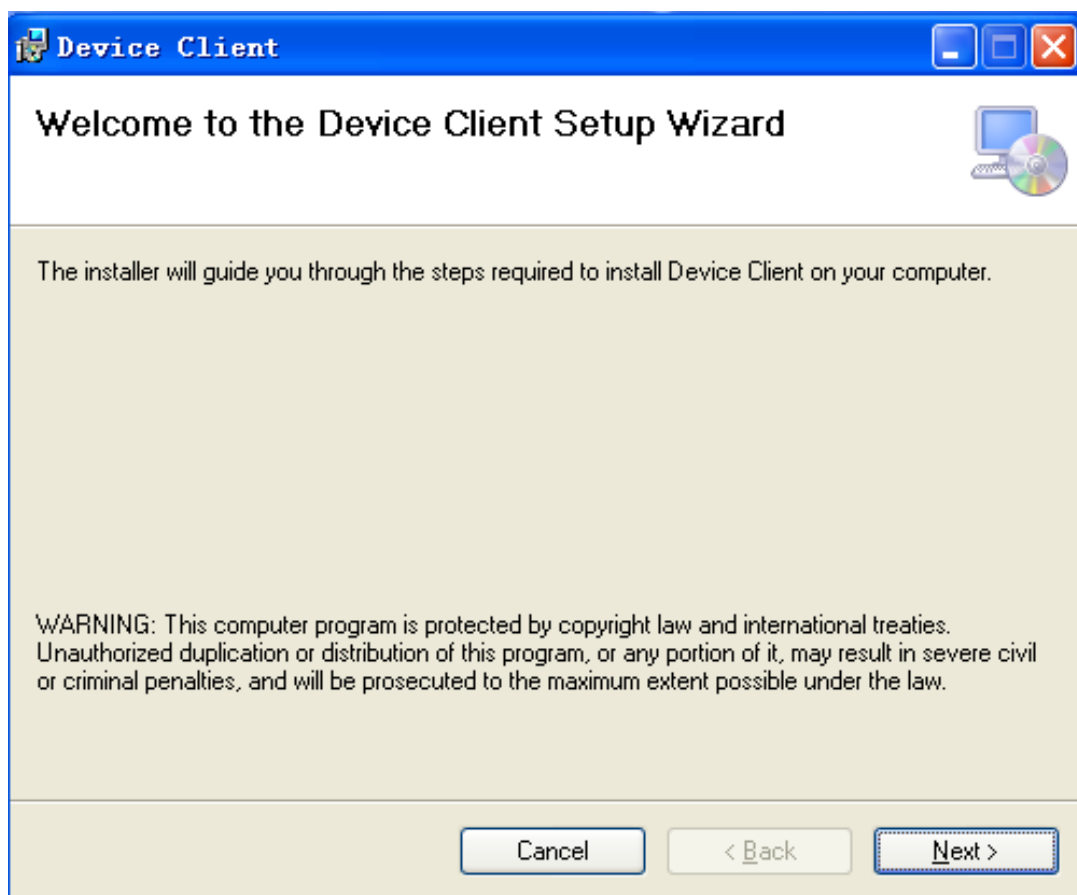 Device Client
Welcome to the Device Client Setup Wizard
The installer will guide you through the steps required to install Device Client on your computer.
WARNING: This computer program is protected by copyright law and international treaties.
Unauthorized duplication or distribution of this program, or any portion of it, may result in severe civil
or criminal penalties, and will be prosecuted to the maximum extent possible under the law.
Cancel
< Back
Next >